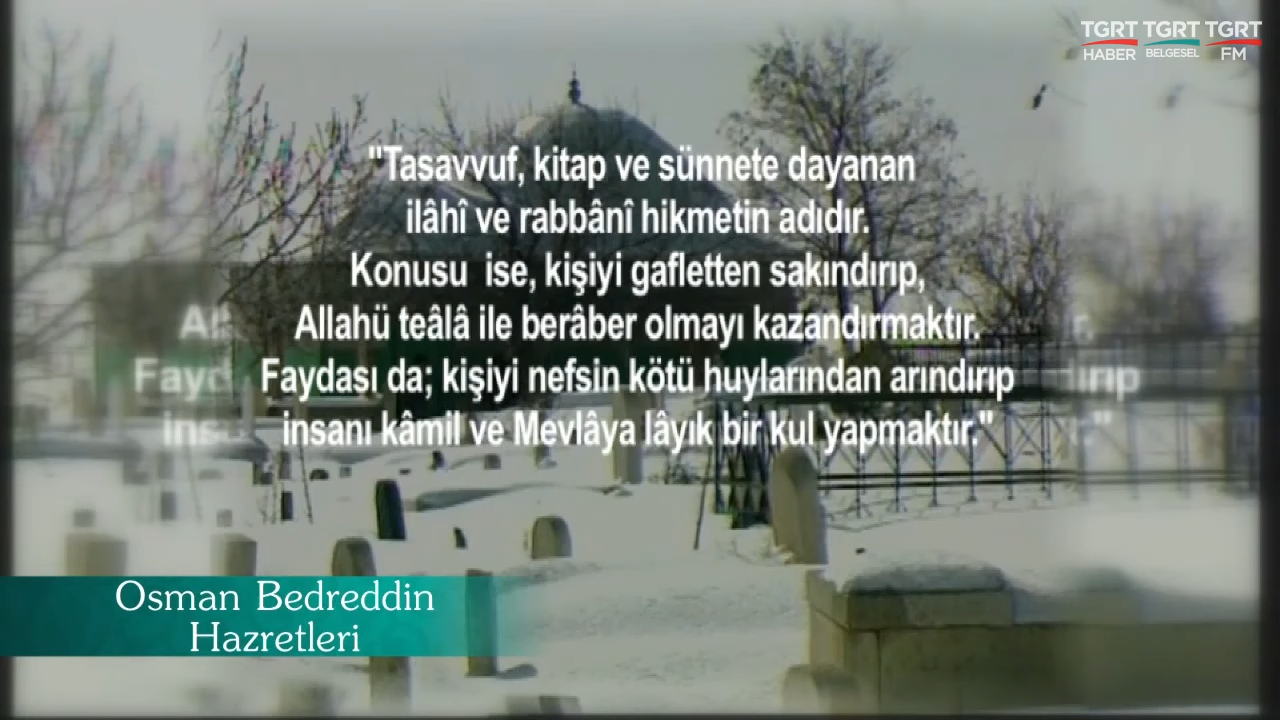 TGRT TGRT TGRT
HABER BELGESEL FM
"Tasavvuf, kitap ve sünnete dayanan
ilâhî ve rabbânî hikmetin adıdır.
Konusu ise, kişiyi gafletten sakındırıp,
Allahü teâlâ ile berâber olmayı kazandırmaktır.
Faydası da; kişiyi nefsin kötü huylarından arındırıp
insanı kâmil ve Mevlâya lâyık bir kul yapmaktır."
Osman Bedreddin
Hazretleri